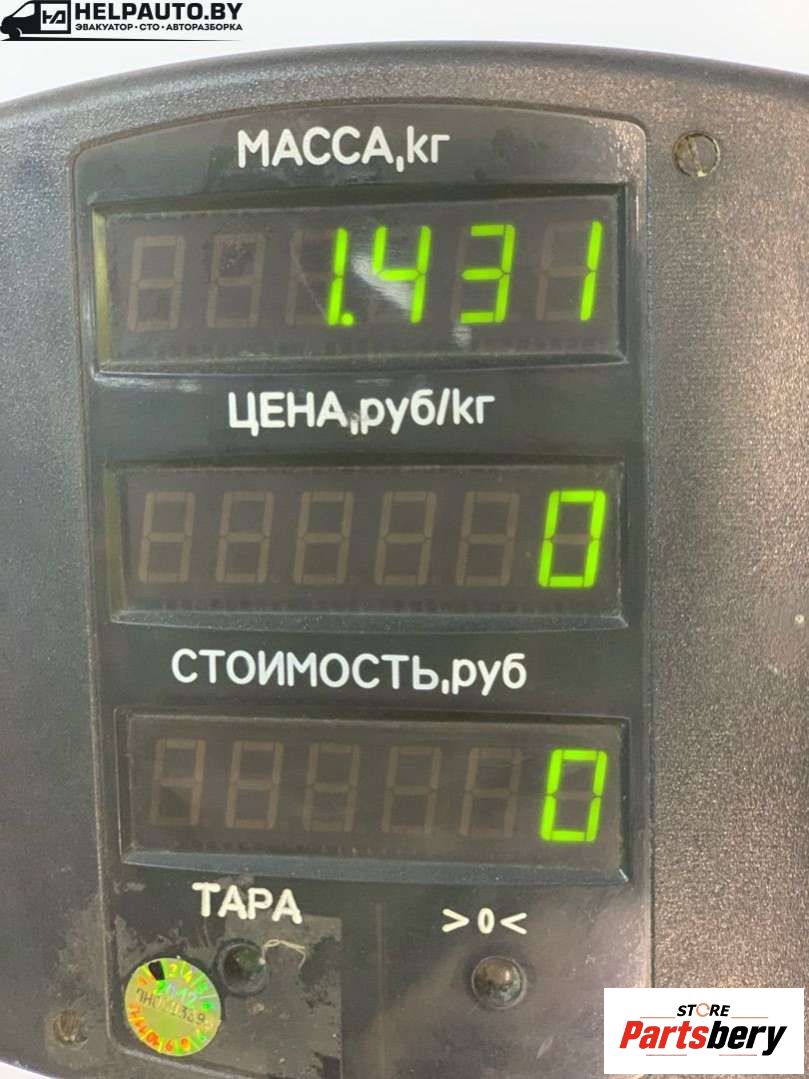 HELPAUTO.BY
ЭВАКУАТОР • СТО • АВТОРАЗБОРКА
МАССА,кг
1.431
ЦЕНА,руб/кг
0
СТОИМОСТЬ,руб
0
ТАРА
>0<
STORE
Partsbery